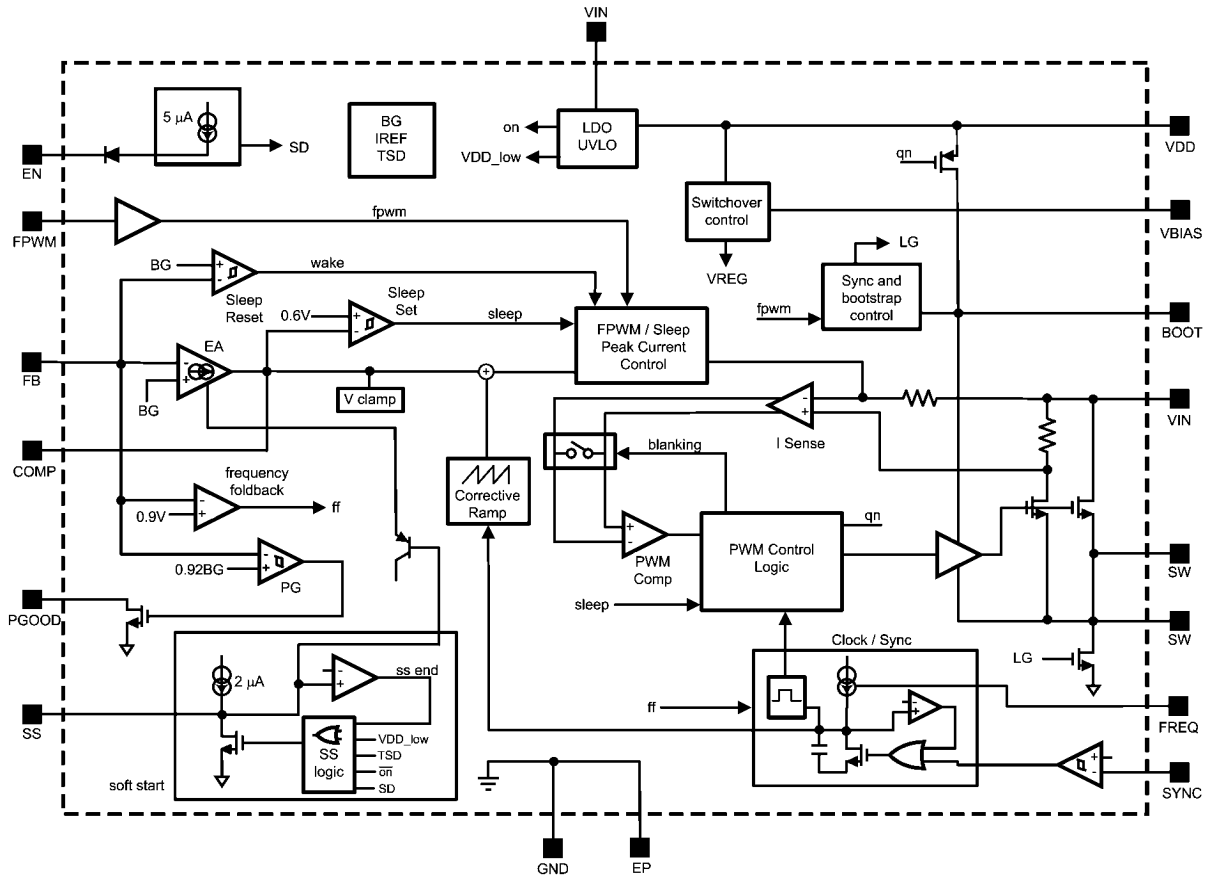 VIN
5 µA
SD
EN
BG
IREF
TSD
on
VDD_low
LDO
UVLO
qn
VDD
FPWM
fpwm
Switchover
control
VREG
VBIAS
LG
Sync and
bootstrap
control
fpwm
BOOT
BG
+
-
wake
Sleep
Reset
0.6V
+
-
Sleep
Set
sleep
FPWM / Sleep
Peak Current
Control
FB
EA
-
+
BG
V clamp
+
-
+
I Sense
VIN
COMP
blanking
frequency
foldback
-
+
0.9V
ff
Corrective
Ramp
+
-
PWM
Comp
PWM Control
Logic
qn
0.92BG
-
+
PG
PGOOD
sleep
SW
SW
LG
Clock / Sync
ff
-
+
FREQ
+
-
SYNC
2 µA
-
+
ss end
SS
SS
logic
VDD_low
TSD
on
SD
soft start
GND
EP